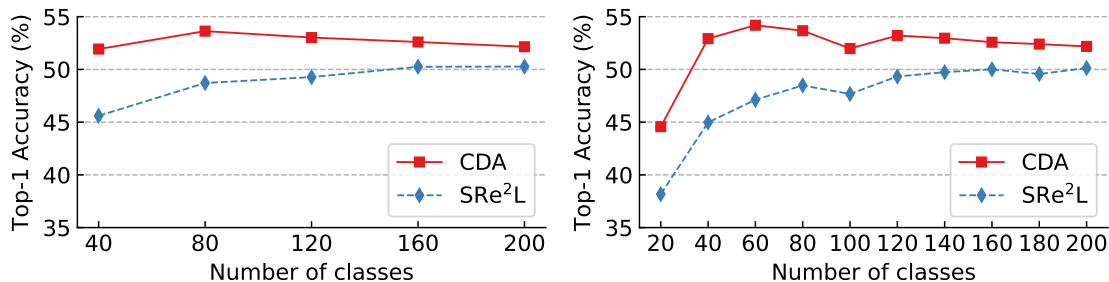 Top-1 Accuracy (%)
55
50
45
40
35
CDA
SRe²L
40 80 120 160 200
Number of classes
Top-1 Accuracy (%)
55
50
45
40
35
CDA
SRe²L
20 40 60 80 100 120 140 160 180 200
Number of classes